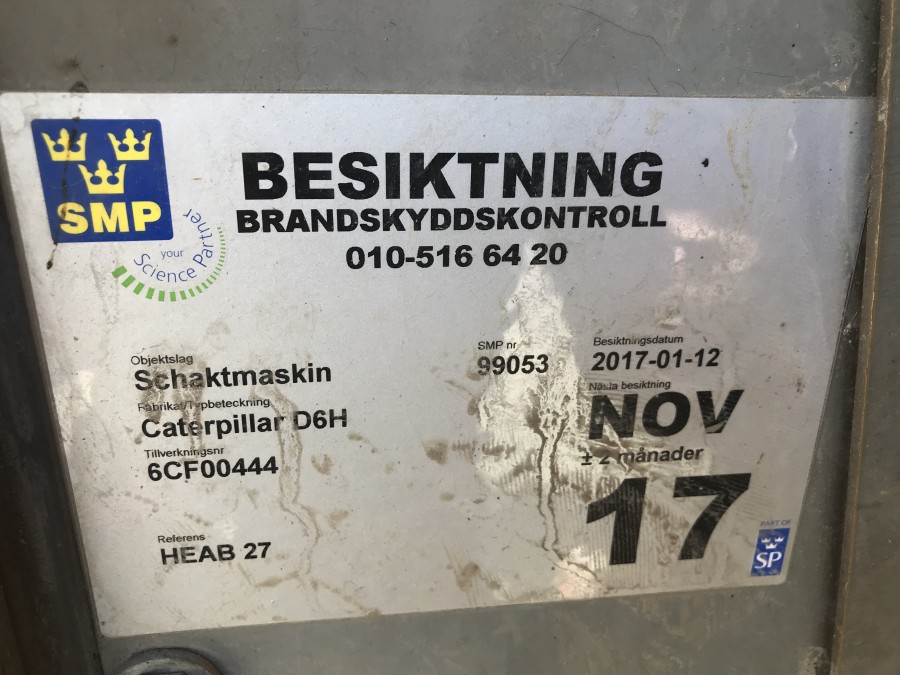 SMP
your
Science Partner
BESIKTNING
BRANDSKYDDSKONTROLL
010-516 64 20
Objektslag
Schaktmaskin
Fabrikat/Typbeteckning
Caterpillar D6H
Tillverkningsnr
6CF00444
Referens
HEAB 27
SMP nr
99053
Besiktningsdatum
2017-01-12
Nästa besiktning
NOV
± 2 månader
17
PART OF
SP